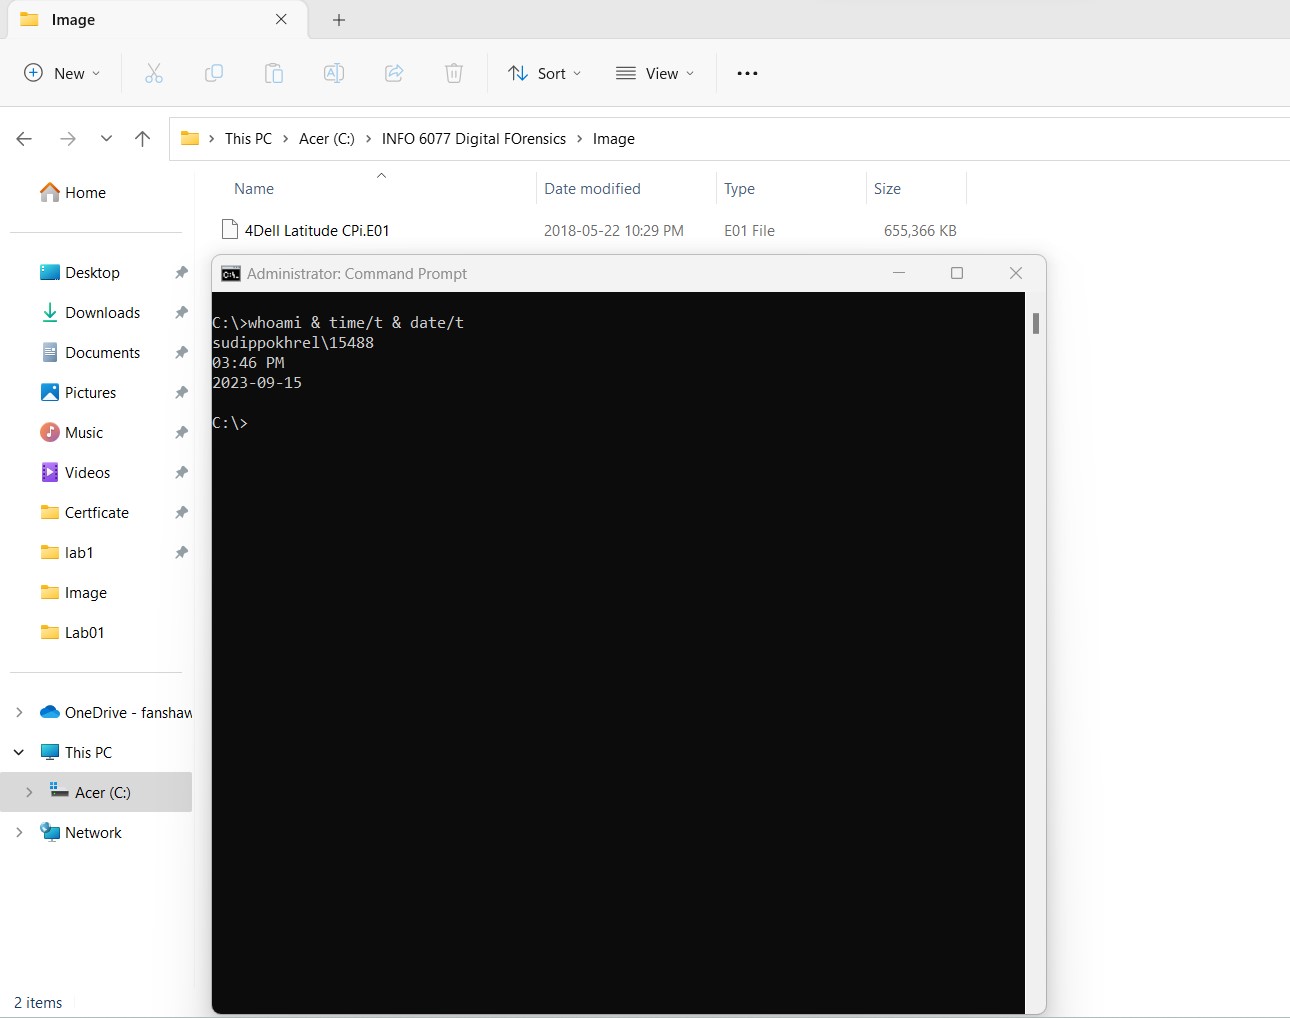 Image
New
Sort
View
This PC
Acer (C:)
INFO 6077 Digital FOrensics
Image
Home
Name
Date modified
Type
Size
4Dell Latitude CPi.E01
2018-05-22 10:29 PM
E01 File
655,366 KB
Desktop
Downloads
Documents
Pictures
Music
Videos
Certficate
lab1
Image
Lab01
OneDrive - fanshaw
This PC
Acer (C:)
Network
2 items
Administrator: Command Prompt
C:\>whoami & time/t & date/t
sudippokhrel\15488
03:46 PM
2023-09-15
C:\>